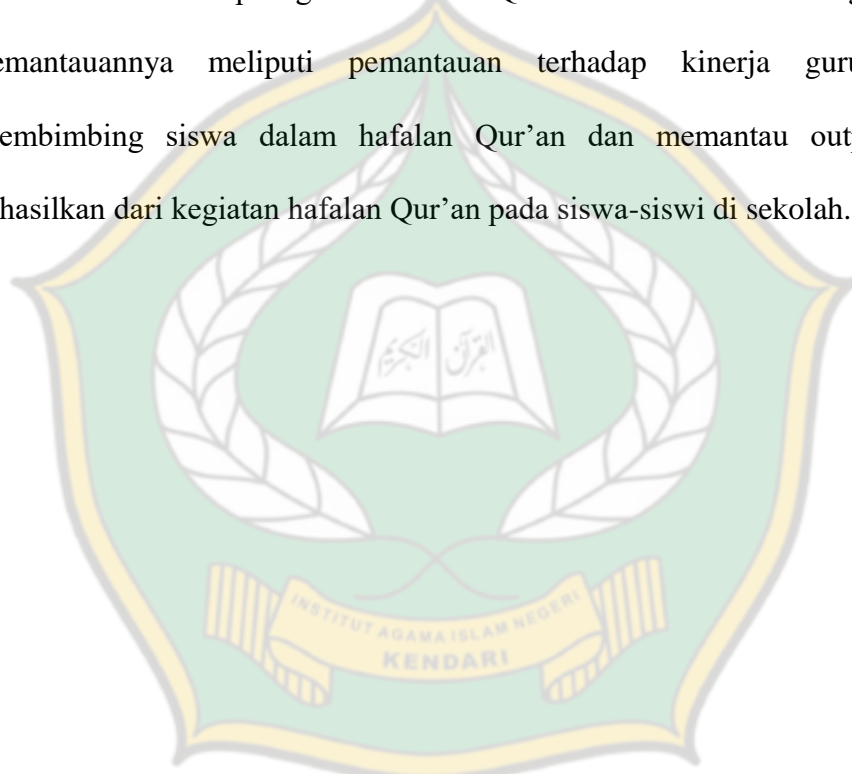 emantauannya meliputi pemantauan terhadap kinerja guru
embimbing siswa dalam hafalan Qur’an dan memantau outp
hasilkan dari kegiatan hafalan Qur’an pada siswa-siswi di sekolah.
القرآن الكريم
INSTITUT AGAMA ISLAM NEGERI
KENDARI